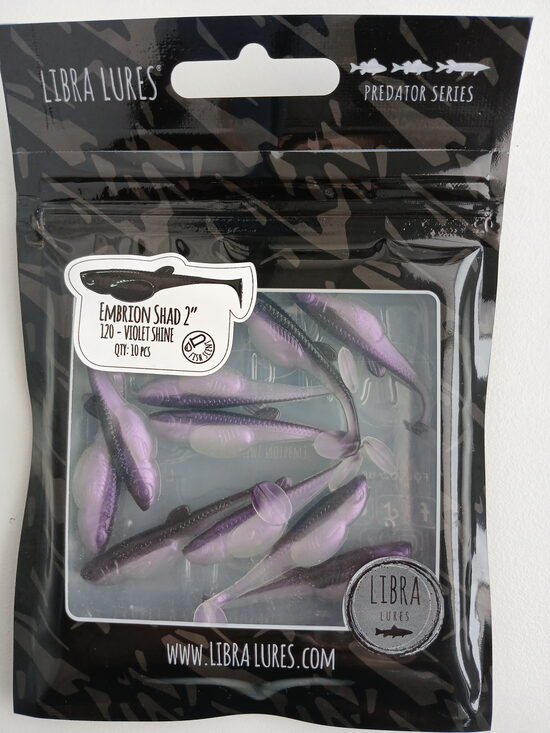 LIBRA LURES®
PREDATOR SERIES
EMBRION SHAD 2"
120 - VIOLET SHINE
QTY: 10 PCS
LIBRA
LURES
WWW.LIBRALURES.COM